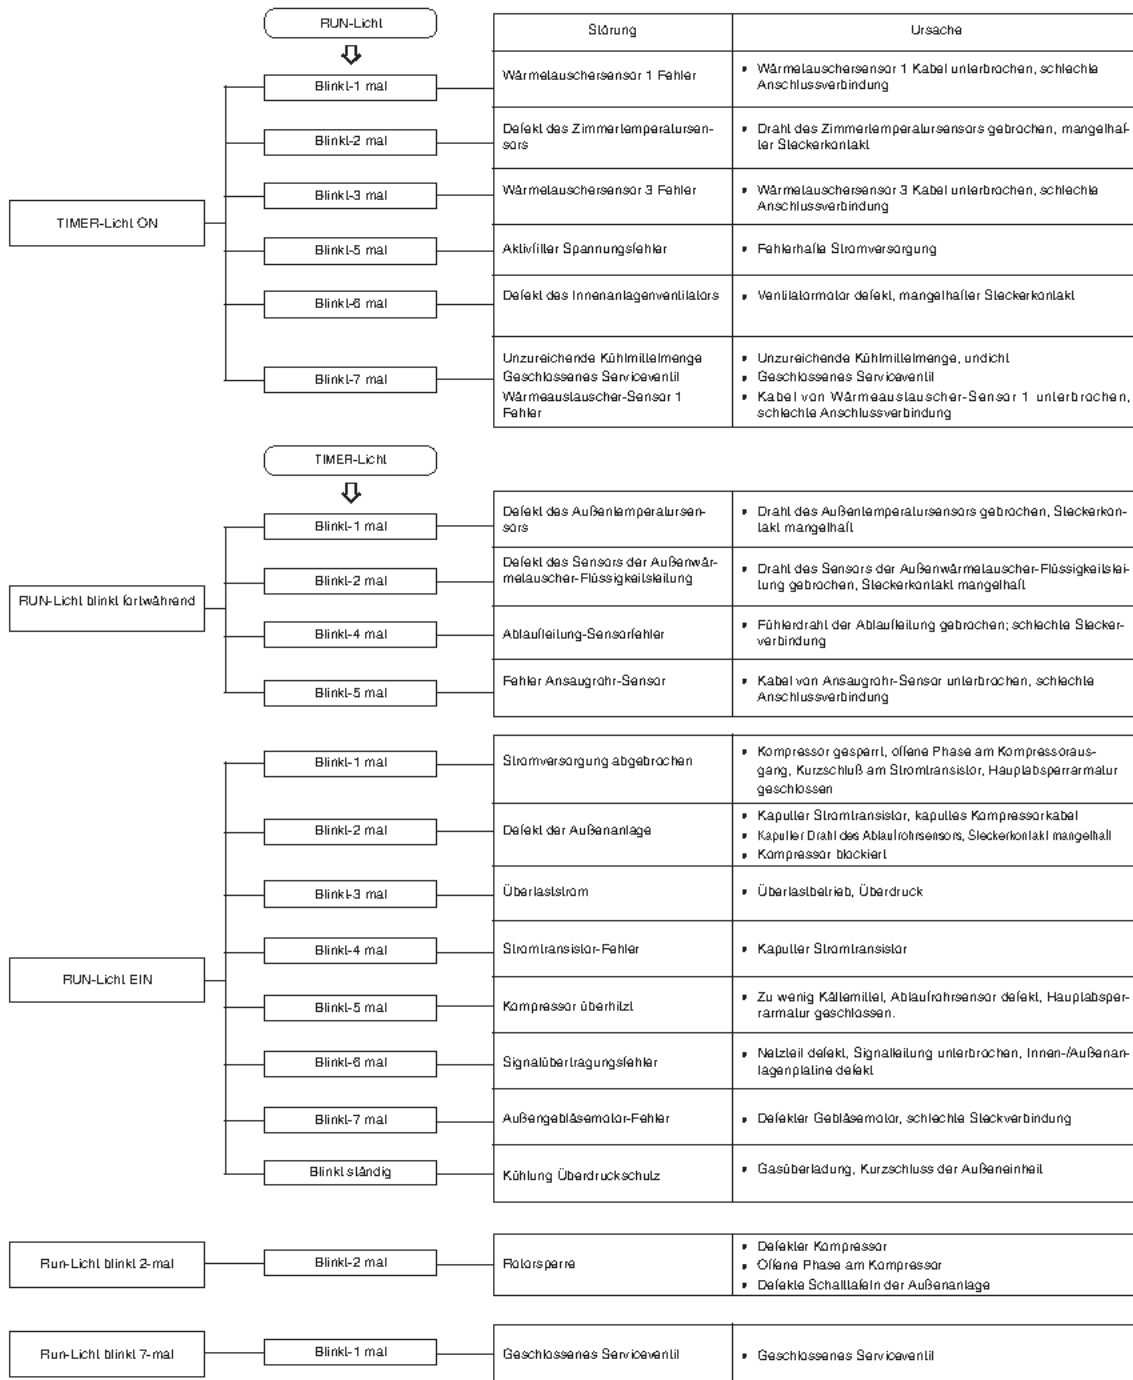 RUN-Licht
Störung
Ursache
TIMER-Licht ON
Blinkt-1 mal
Wärmetauschersensor 1 Fehler
• Wärmetauschersensor 1 Kabel unterbrochen, schlechte
Anschlussverbindung
Blinkt-2 mal
Defekt des Zimmertemperatursen-
sors
• Draht des Zimmertemperatursensors gebrochen, mangelhaf-
ter Steckerkontakt
Blinkt-3 mal
Wärmetauschersensor 3 Fehler
• Wärmetauschersensor 3 Kabel unterbrochen, schlechte
Anschlussverbindung
Blinkt-5 mal
Aktivfilter Spannungsfehler
• Fehlerhafte Stromversorgung
Blinkt-6 mal
Defekt des Innenanlagenventilators
• Ventilatormotor defekt, mangelhafter Steckerkontakt
Blinkt-7 mal
Unzureichende Kühlmittelmenge
Geschlossenes Serviceventil
Wärmeaustauscher-Sensor 1
Fehler
• Unzureichende Kühlmittelmenge, undicht
• Geschlossenes Serviceventil
• Kabel von Wärmeaustauscher-Sensor 1 unterbrochen,
schlechte Anschlussverbindung
TIMER-Licht
RUN-Licht blinkt fortwährend
Blinkt-1 mal
Defekt des Außentemperatursen-
sors
• Draht des Außentemperatursensors gebrochen, Steckerkon-
takt mangelhaft
Blinkt-2 mal
Defekt des Sensors der Außenwär-
metauscher-Flüssigkeitsleitung
• Draht des Sensors der Außenwärmetauscher-Flüssigkeitslei-
tung gebrochen, Steckerkontakt mangelhaft
Blinkt-4 mal
Ablaufleitung-Sensorfehler
• Fühlerdraht der Ablaufleitung gebrochen; schlechte Stecker-
verbindung
Blinkt-5 mal
Fehler Ansaugrohr-Sensor
• Kabel von Ansaugrohr-Sensor unterbrochen, schlechte
Anschlussverbindung
RUN-Licht EIN
Blinkt-1 mal
Stromversorgung abgebrochen
• Kompressor gesperrt, offene Phase am Kompressoraus-
gang, Kurzschluß am Stromtransistor, Hauptabsperrarmatur
geschlossen
Blinkt-2 mal
Defekt der Außenanlage
• Kaputter Stromtransistor, kaputtes Kompressorkabel
• Kaputter Draht des Ablaufrohrsensors, Steckerkontakt mangelhaft
• Kompressor blockiert
Blinkt-3 mal
Überlaststrom
• Überlastbetrieb, Überdruck
Blinkt-4 mal
Stromtransistor-Fehler
• Kaputter Stromtransistor
Blinkt-5 mal
Kompressor überhitzt
• Zu wenig Kältemittel, Ablaufrohrsensor defekt, Hauptabsper-
rarmatur geschlossen.
Blinkt-6 mal
Signalübertragungsfehler
• Netzteil defekt, Signalleitung unterbrochen, Innen-/Außenan-
lagenplatine defekt
Blinkt-7 mal
Außengebläsemotor-Fehler
• Defekter Gebläsemotor, schlechte Steckverbindung
Blinkt ständig
Kühlung Überdruckschutz
• Gasüberladung, Kurzschluss der Außeneinheit
Run-Licht blinkt 2-mal
Blinkt-2 mal
Rotorsperre
• Defekter Kompressor
• Offene Phase am Kompressor
• Defekte Schalttafeln der Außenanlage
Run-Licht blinkt 7-mal
Blinkt-1 mal
Geschlossenes Serviceventil
• Geschlossenes Serviceventil